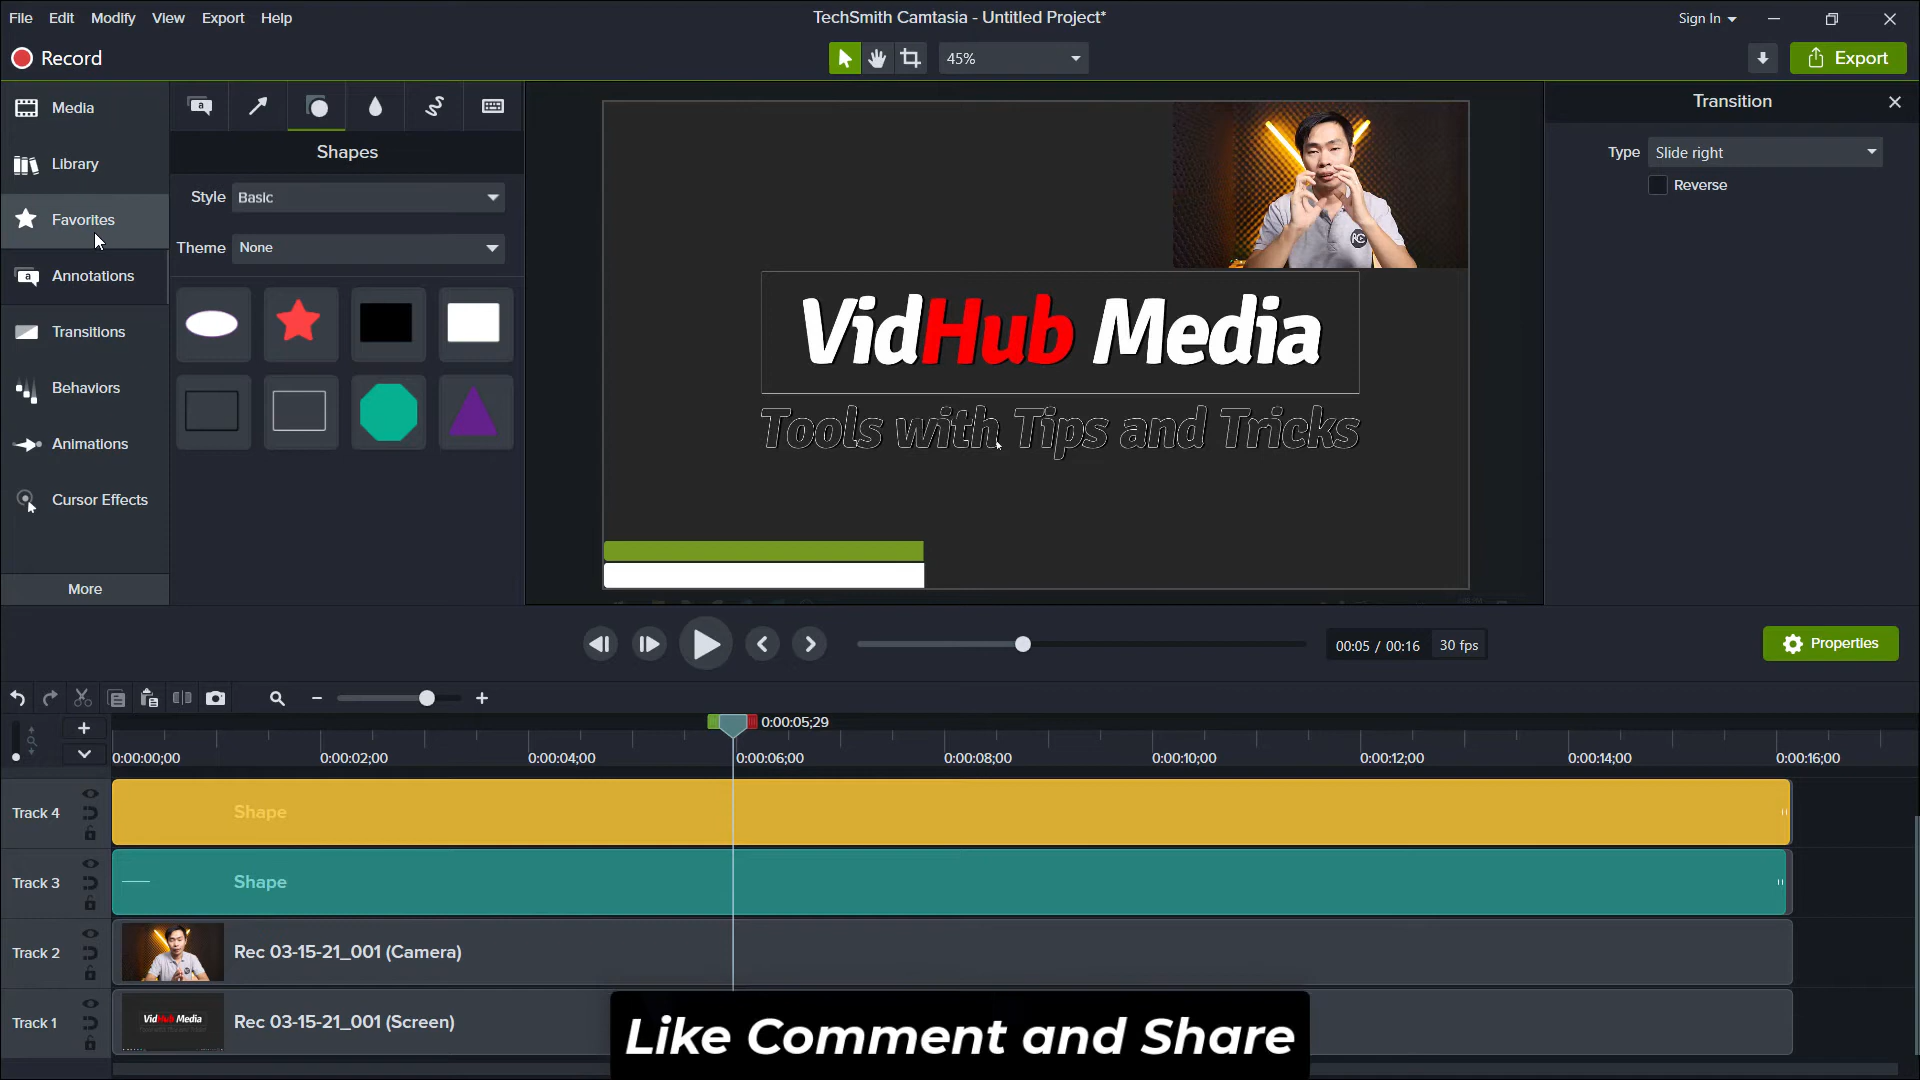 File Edit Modify View Export Help
TechSmith Camtasia - Untitled Project*
Sign In
Record
45%
Export
Media
Library
Favorites
Annotations
Transitions
Behaviors
Animations
Cursor Effects
More
a
Shapes
Style Basic
Theme None
VidHub Media
Tools with Tips and Tricks
Transition
Type Slide right
Reverse
00:05 / 00:16 30 fps
Properties
0:00:05;29
0:00:00;00 0:00:02;00 0:00:04;00 0:00:06;00 0:00:08;00 0:00:10;00 0:00:12;00 0:00:14;00 0:00:16;00
Track 4 Shape
Track 3 Shape
Track 2 Rec 03-15-21_001 (Camera)
Track 1 VidHub Media Rec 03-15-21_001 (Screen)
Like Comment and Share